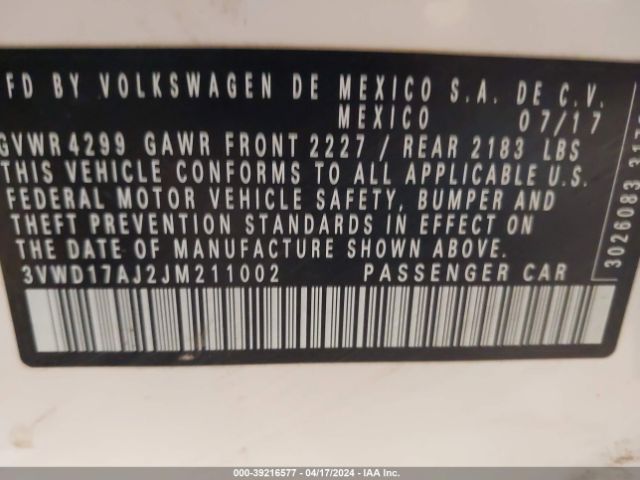 FD BY VOLKSWAGEN DE MEXICO S.A. DE C.V.
MEXICO 07/17
GVWR 4299 GAWR FRONT 2227 / REAR 2183 LBS
THIS VEHICLE CONFORMS TO ALL APPLICABLE U.S.
FEDERAL MOTOR VEHICLE SAFETY, BUMPER AND
THEFT PREVENTION STANDARDS IN EFFECT ON
THE DATE OF MANUFACTURE SHOWN ABOVE.
3VWD17AJ2JM211002 PASSENGER CAR
3026083
000-39216577 - 04/17/2024 - IAA Inc.